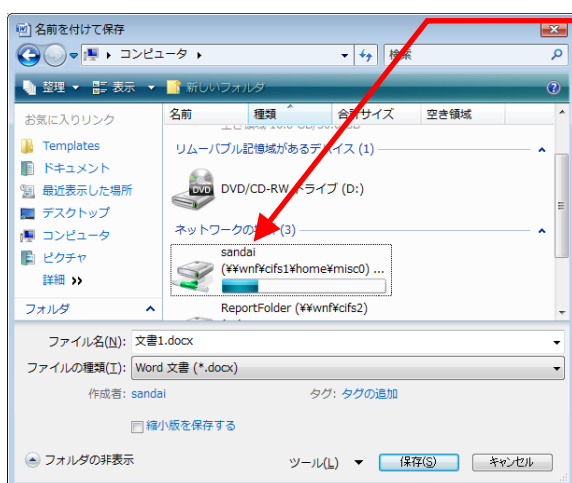 名前を付けて保存
コンピュータ
検索
整理 表示 新しいフォルダ
お気に入りリンク
Templates
ドキュメント
最近表示した場所
デスクトップ
コンピュータ
ピクチャ
詳細 >>
フォルダ
名前 種類 合計サイズ 空き領域
リムーバブル記憶域があるデバイス (1)
DVD
DVD/CD-RW ドライブ (D:)
ネットワークの (3)
sandai
(¥¥wnf¥cifs1¥home¥misc0) ...
ReportFolder (¥¥wnf¥cifs2)
ファイル名(N): 文書1.docx
ファイルの種類(T): Word 文書 (*.docx)
作成者: sandai タグ: タグの追加
縮小版を保存する
フォルダの非表示 ツール(L) 保存(S) キャンセル